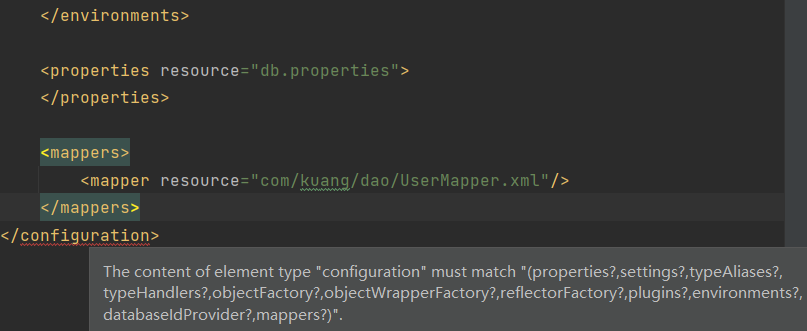 </environments>
<properties resource="db.properties">
</properties>
<mappers>
<mapper resource="com/kuang/dao/UserMapper.xml"/>
</mappers>
</configuration>
The content of element type "configuration" must match "(properties?,settings?,typeAliases?,
typeHandlers?,objectFactory?,objectWrapperFactory?,reflectorFactory?,plugins?,environments?,
databaseIdProvider?,mappers?)".